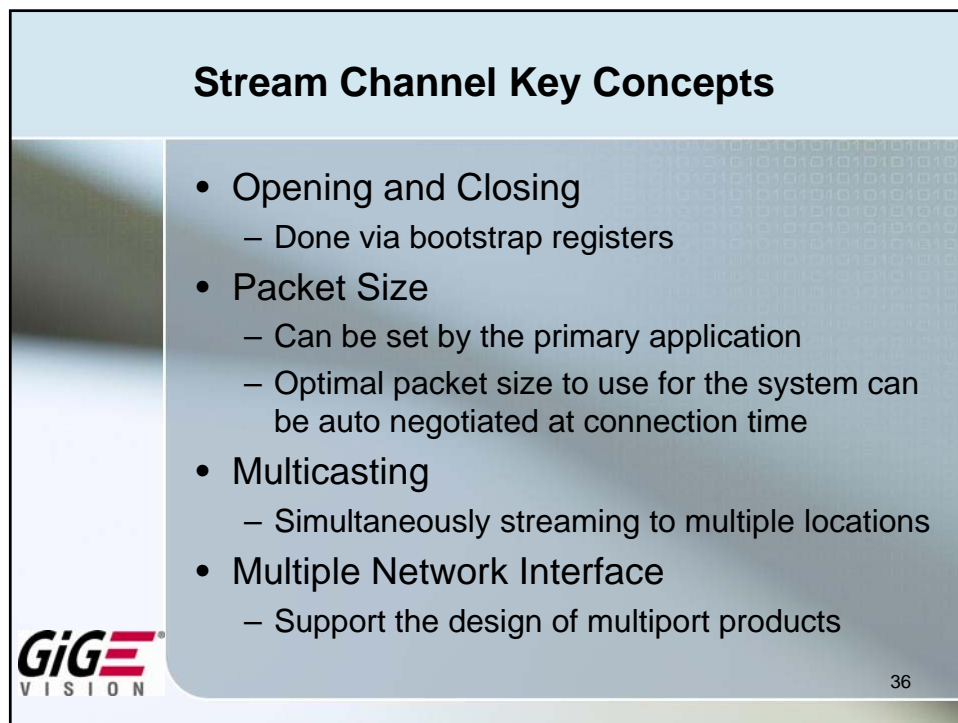 Stream Channel Key Concepts
• Opening and Closing
– Done via bootstrap registers
• Packet Size
– Can be set by the primary application
– Optimal packet size to use for the system can
be auto negotiated at connection time
• Multicasting
– Simultaneously streaming to multiple locations
• Multiple Network Interface
– Support the design of multiport products
GiGE®
VISION
36